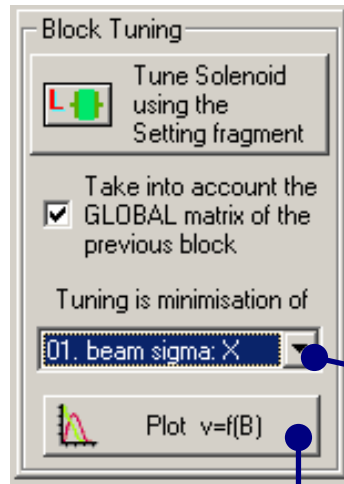 Block Tuning
L
Tune Solenoid
using the
Setting fragment
Take into account the
GLOBAL matrix of the
previous block
Tuning is minimisation of
01. beam sigma: X
Plot v=f(B)